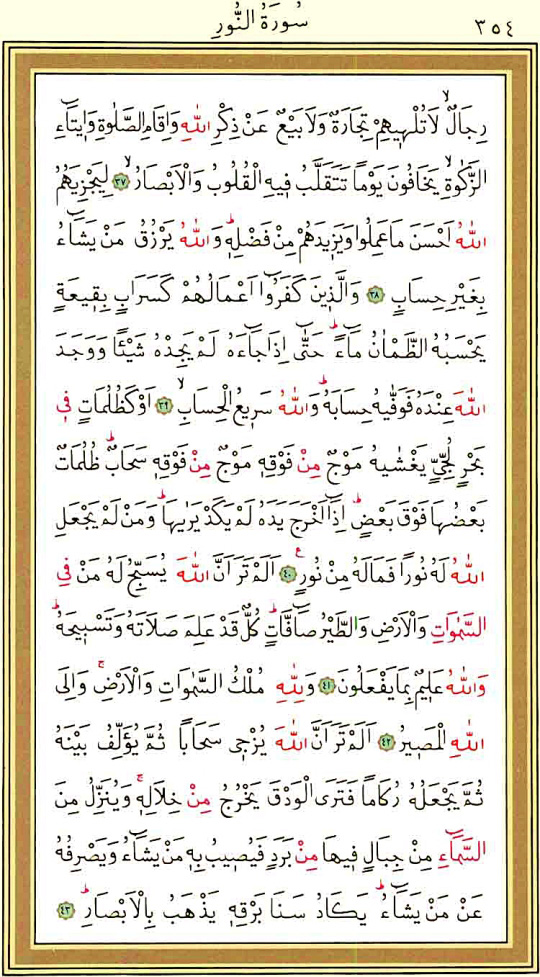 سُورَةُ النُّورِ
٣٥٤
رِجَالٌۙ لَا تُلْهِيهِمْ تِجَارَةٌ وَلَا بَيْعٌ عَنْ ذِكْرِ اللّٰهِ وَاِقَامِ الصَّلٰوةِ وَا۪يتَٓاءِ
الزَّكٰوةِۙ يَخَافُونَ يَوْمًا تَتَقَلَّبُ فِيهِ الْقُلُوبُ وَالْاَبْصَارُۙ ﴿٣٧﴾ لِيَجْزِيَهُمُ
اللّٰهُ اَحْسَنَ مَا عَمِلُوا وَيَزِيدَهُمْ مِنْ فَضْلِه۪ۜ وَاللّٰهُ يَرْزُقُ مَنْ يَشَٓاءُ
بِغَيْرِ حِسَابٍ ﴿٣٨﴾ وَالَّذِينَ كَفَرُٓوا اَعْمَالُهُمْ كَسَرَابٍ بِقِيعَةٍ
يَحْسَبُهُ الظَّمْاٰنُ مَٓاءًۜ حَتّٰٓى اِذَا جَٓاءَهُ لَمْ يَجِدْهُ شَيْـًٔا وَوَجَدَ
اللّٰهَ عِنْدَهُ فَوَفّٰيهُ حِسَابَهُۜ وَاللّٰهُ سَرِيعُ الْحِسَابِۙ ﴿٣٩﴾ اَوْ كَظُلُمَاتٍ ف۪ي
بَحْرٍ لُجِّيٍّ يَغْشٰيهُ مَوْجٌ مِنْ فَوْقِه۪ مَوْجٌ مِنْ فَوْقِه۪ سَحَابٌۜ ظُلُمَاتٌ
بَعْضُهَا فَوْقَ بَعْضٍۜ اِذَٓا اَخْرَجَ يَدَهُ لَمْ يَكَدْ يَرٰيهَاۜ وَمَنْ لَمْ يَجْعَلِ
اللّٰهُ لَهُ نُورًا فَمَا لَهُ مِنْ نُورٍ۟ ﴿٤٠﴾ اَلَمْ تَرَ اَنَّ اللّٰهَ يُسَبِّحُ لَهُ مَنْ فِي
السَّمٰوَاتِ وَالْاَرْضِ وَالطَّيْرُ صَٓافَّاتٍۜ كُلٌّ قَدْ عَلِمَ صَلَاتَهُ وَتَسْبِيحَهُۜ
وَاللّٰهُ عَلِيمٌ بِمَا يَفْعَلُونَ ﴿٤١﴾ وَلِلّٰهِ مُلْكُ السَّمٰوَاتِ وَالْاَرْضِۚ وَاِلَى
اللّٰهِ الْمَصِيرُ ﴿٤٢﴾ اَلَمْ تَرَ اَنَّ اللّٰهَ يُزْج۪ي سَحَابًا ثُمَّ يُؤَلِّفُ بَيْنَهُ
ثُمَّ يَجْعَلُهُ رُكَامًا فَتَرَى الْوَدْقَ يَخْرُجُ مِنْ خِلَالِه۪ۚ وَيُنَزِّلُ مِنَ
السَّمَٓاءِ مِنْ جِبَالٍ فِيهَا مِنْ بَرَدٍ فَيُصِيبُ بِه۪ مَنْ يَشَٓاءُ وَيَصْرِفُهُ
عَنْ مَنْ يَشَٓاءُۜ يَكَادُ سَنَا بَرْقِه۪ يَذْهَبُ بِالْاَبْصَارِۜ ﴿٤٣﴾